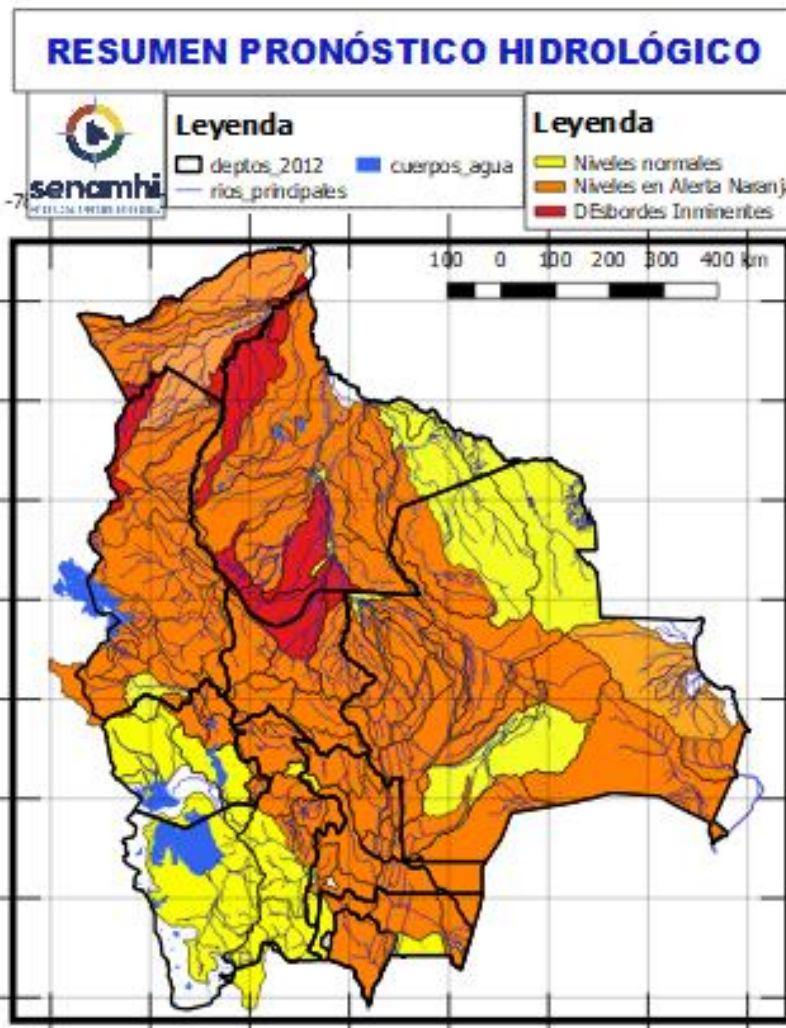 RESUMEN PRONÓSTICO HIDROLÓGICO
senamhi
Leyenda
deptos_2012
cuerpos_agua
rios_principales
Leyenda
Niveles normales
Niveles en Alerta Naranja
DEsbordes Inminentes
100 0 100 200 300 400 km